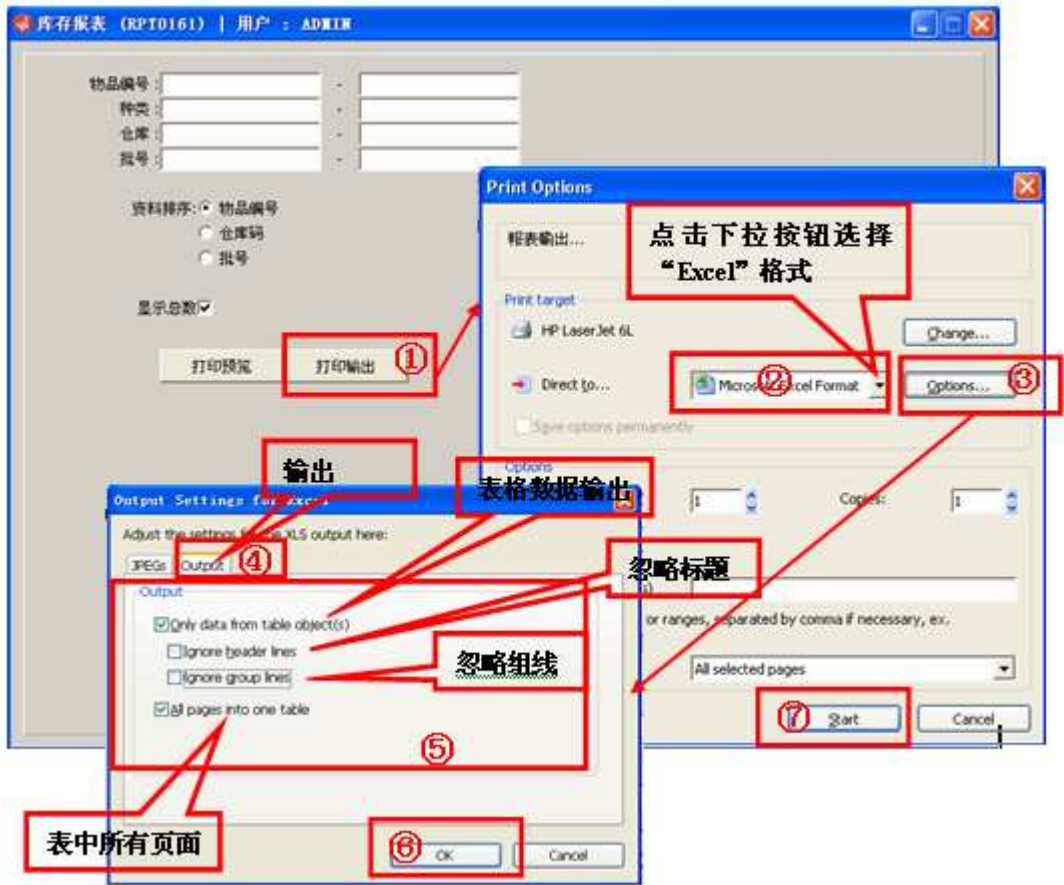 库存报表 (RPT0161) | 用户 : ADMIN
物品编号 : -
种类 : -
仓库 : -
批号 : -
资料排序: 物品编号
仓库码
批号
显示总数
打印预览 打印输出 ①
Print Options
报表输出...
点击下拉按钮选择
“Excel”格式
Print target
HP LaserJet 6L
Change...
Direct to...
Microsoft Excel Format ②
Options... ③
Save options permanently
Options
1 Copies: 1
or ranges, separated by comma if necessary, ex.
All selected pages
⑦ Start Cancel
输出
表格数据输出
Output Settings for Excel
Adjust the settings for the XLS output here:
JPEGs Output ④
忽略标题
Output
Only data from table object(s)
Ignore header lines
忽略组线
Ignore group lines
All pages into one table
⑤
表中所有页面
⑥ OK Cancel